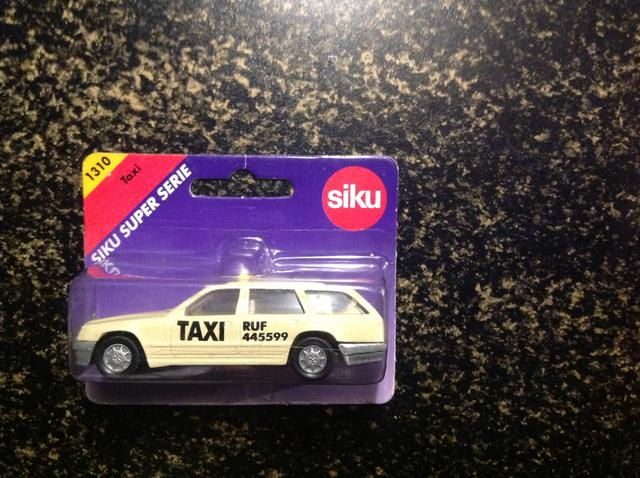 1310
Taxi
SIKU SUPER SERIE
siku
TAXI
RUF
445599